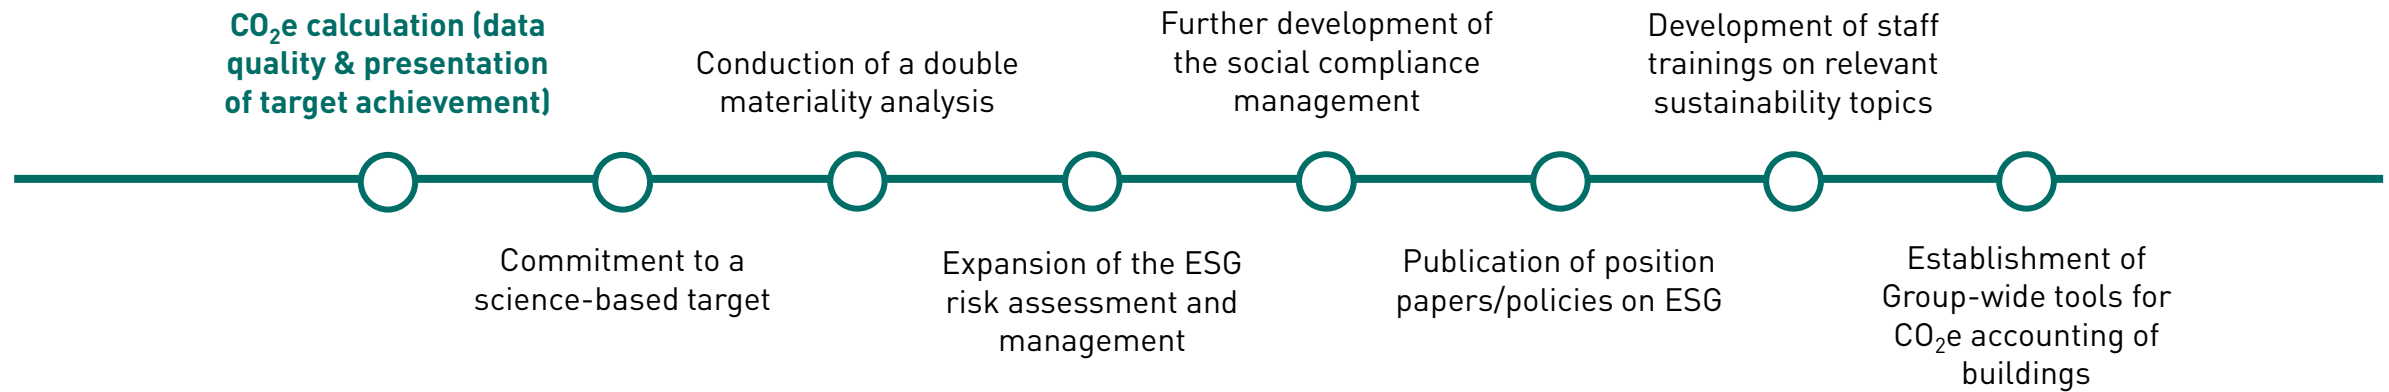 CO₂e calculation (data
quality & presentation
of target achievement)
Commitment to a
science-based target
Conduction of a double
materiality analysis
Expansion of the ESG
risk assessment and
management
Further development of
the social compliance
management
Publication of position
papers/policies on ESG
Development of staff
trainings on relevant
sustainability topics
Establishment of
Group-wide tools for
CO₂e accounting of
buildings